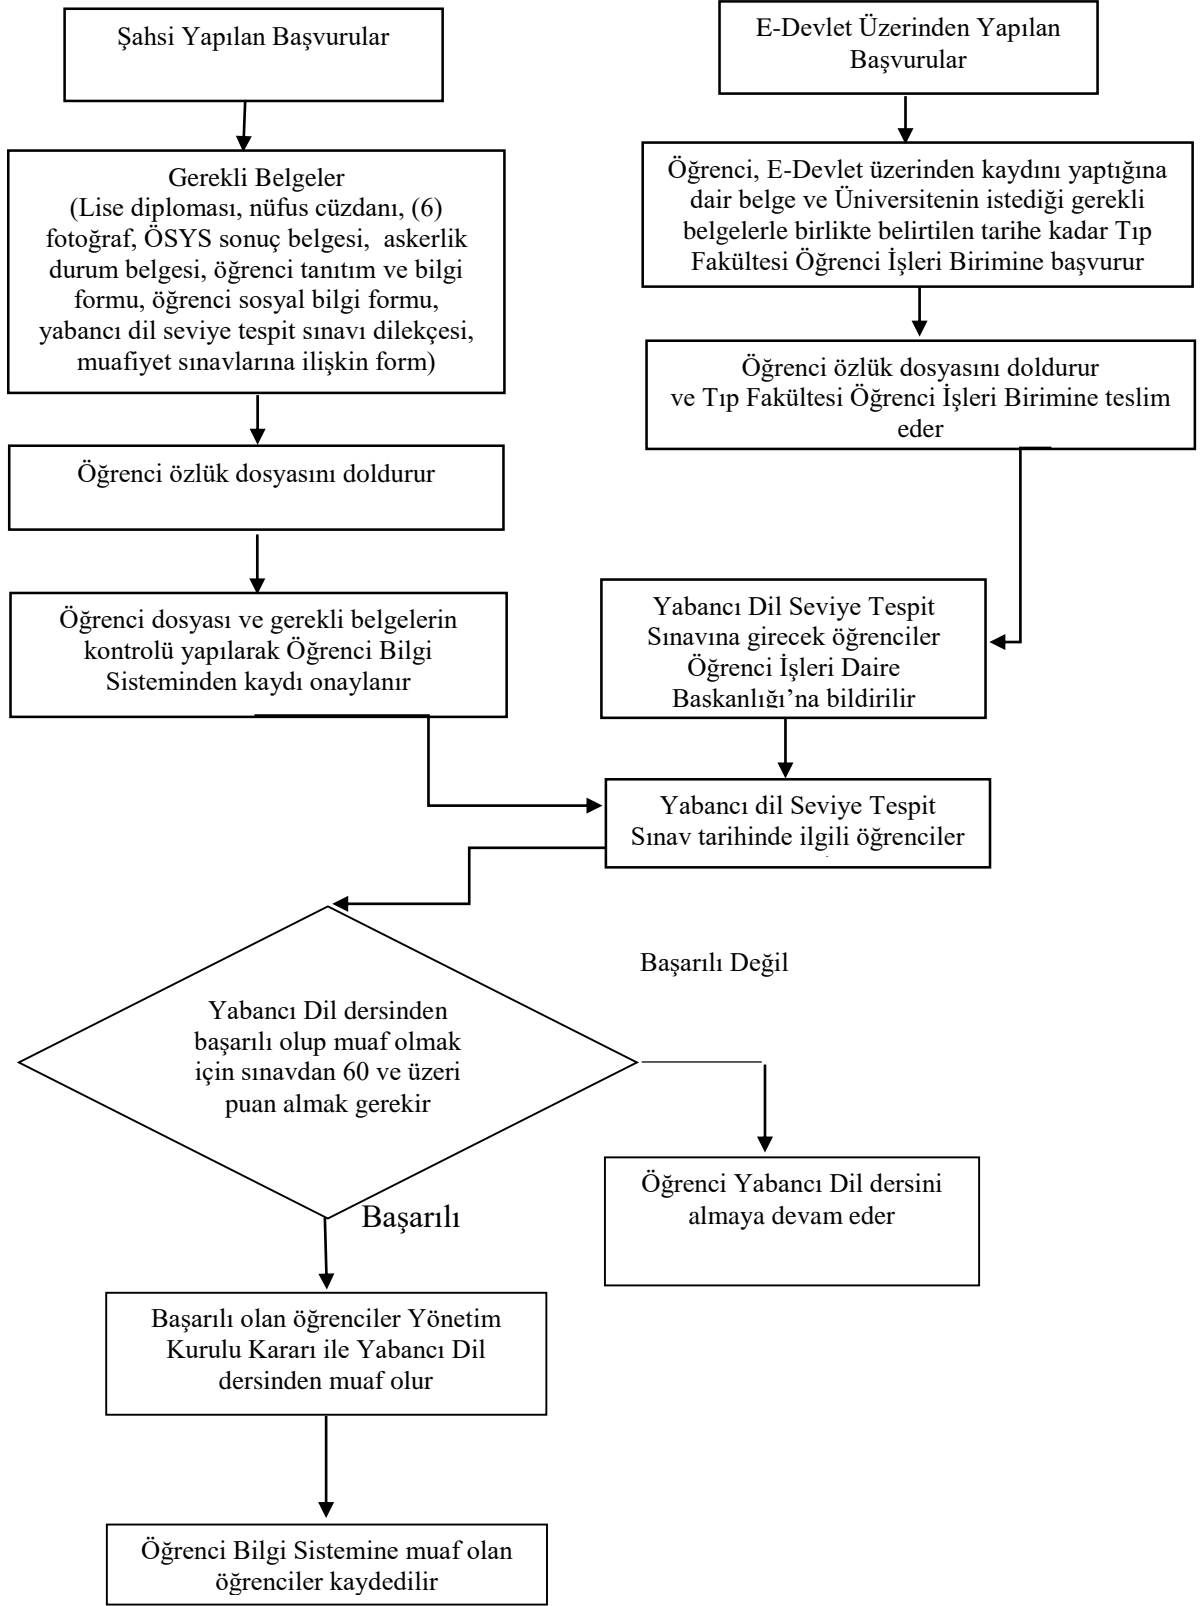 Şahsi Yapılan Başvurular
E-Devlet Üzerinden Yapılan
Başvurular
Gerekli Belgeler
(Lise diploması, nüfus cüzdanı, (6)
fotoğraf, ÖSYS sonuç belgesi, askerlik
durum belgesi, öğrenci tanıtım ve bilgi
formu, öğrenci sosyal bilgi formu,
yabancı dil seviye tespit sınavı dilekçesi,
muafiyet sınavlarına ilişkin form)
Öğrenci, E-Devlet üzerinden kaydını yaptığına
dair belge ve Üniversitenin istediği gerekli
belgelerle birlikte belirtilen tarihe kadar Tıp
Fakültesi Öğrenci İşleri Birimine başvurur
Öğrenci özlük dosyasını doldurur
ve Tıp Fakültesi Öğrenci İşleri Birimine teslim
eder
Öğrenci özlük dosyasını doldurur
Öğrenci dosyası ve gerekli belgelerin
kontrolü yapılarak Öğrenci Bilgi
Sisteminden kaydı onaylanır
Yabancı Dil Seviye Tespit
Sınavına girecek öğrenciler
Öğrenci İşleri Daire
Başkanlığı’na bildirilir
Yabancı dil Seviye Tespit
Sınav tarihinde ilgili öğrenciler
Başarılı Değil
Yabancı Dil dersinden
başarılı olup muaf olmak
için sınavdan 60 ve üzeri
puan almak gerekir
Öğrenci Yabancı Dil dersini
almaya devam eder
Başarılı
Başarılı olan öğrenciler Yönetim
Kurulu Kararı ile Yabancı Dil
dersinden muaf olur
Öğrenci Bilgi Sistemine muaf olan
öğrenciler kaydedilir